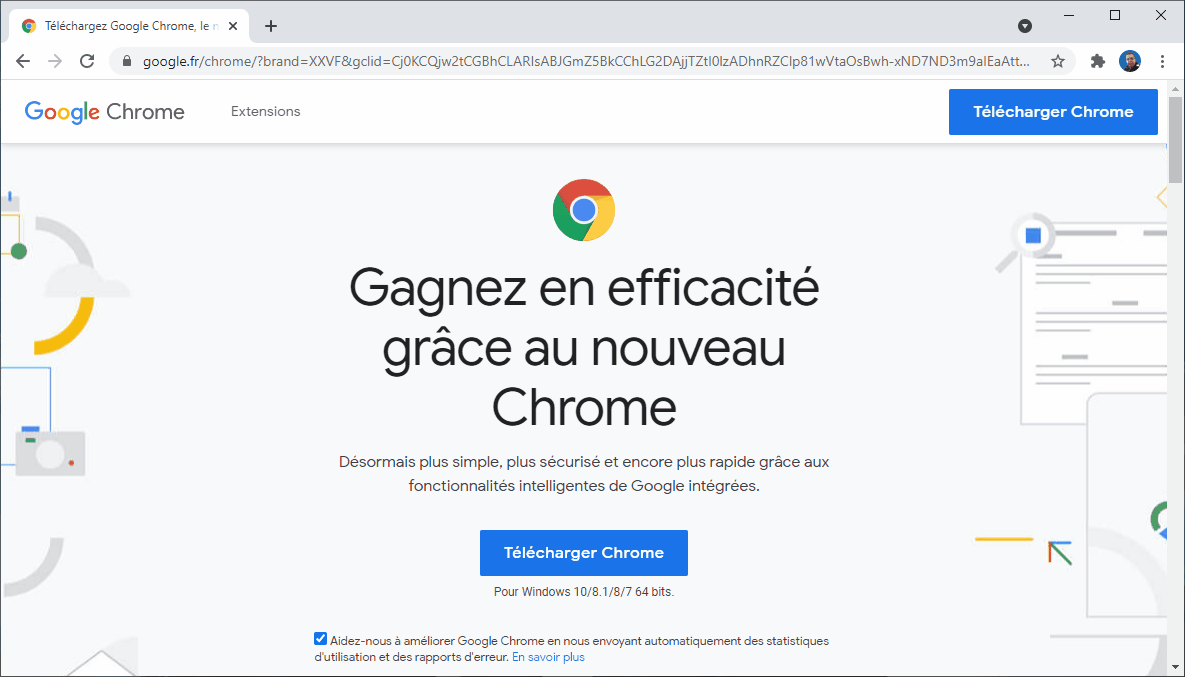 Téléchargez Google Chrome, le n
google.fr/chrome/?brand=XXVF&gclid=Cj0KCQjw2tCGBhCLARIsABJGmZ5BkCChLG2DAjjTZtl0IzADhnRZClp81wVtaOsBwh-xND7ND3m9alEaAtt...
Google Chrome
Extensions
Télécharger Chrome
Gagnez en efficacité
grâce au nouveau
Chrome
Désormais plus simple, plus sécurisé et encore plus rapide grâce aux
fonctionnalités intelligentes de Google intégrées.
Télécharger Chrome
Pour Windows 10/8.1/8/7 64 bits.
Aidez-nous à améliorer Google Chrome en nous envoyant automatiquement des statistiques
d'utilisation et des rapports d'erreur. En savoir plus